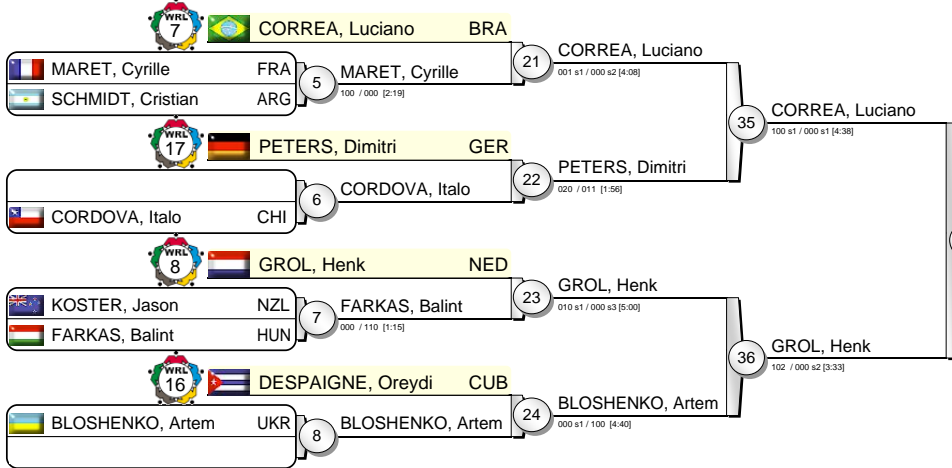 WRL
7
CORREA, Luciano BRA
MARET, Cyrille FRA
SCHMIDT, Cristian ARG
5
MARET, Cyrille
100 / 000 [2:19]
21
CORREA, Luciano
001 s1 / 000 s2 [4:08]
WRL
17
PETERS, Dimitri GER
CORDOVA, Italo CHI
6
CORDOVA, Italo
22
PETERS, Dimitri
020 / 011 [1:56]
35
CORREA, Luciano
100 s1 / 000 s1 [4:38]
WRL
8
GROL, Henk NED
KOSTER, Jason NZL
FARKAS, Balint HUN
7
FARKAS, Balint
000 / 110 [1:15]
23
GROL, Henk
010 s1 / 000 s3 [5:00]
WRL
16
DESPAIGNE, Oreydi CUB
BLOSHENKO, Artem UKR
8
BLOSHENKO, Artem
24
BLOSHENKO, Artem
000 s1 / 100 [4:40]
36
GROL, Henk
102 / 000 s2 [3:33]